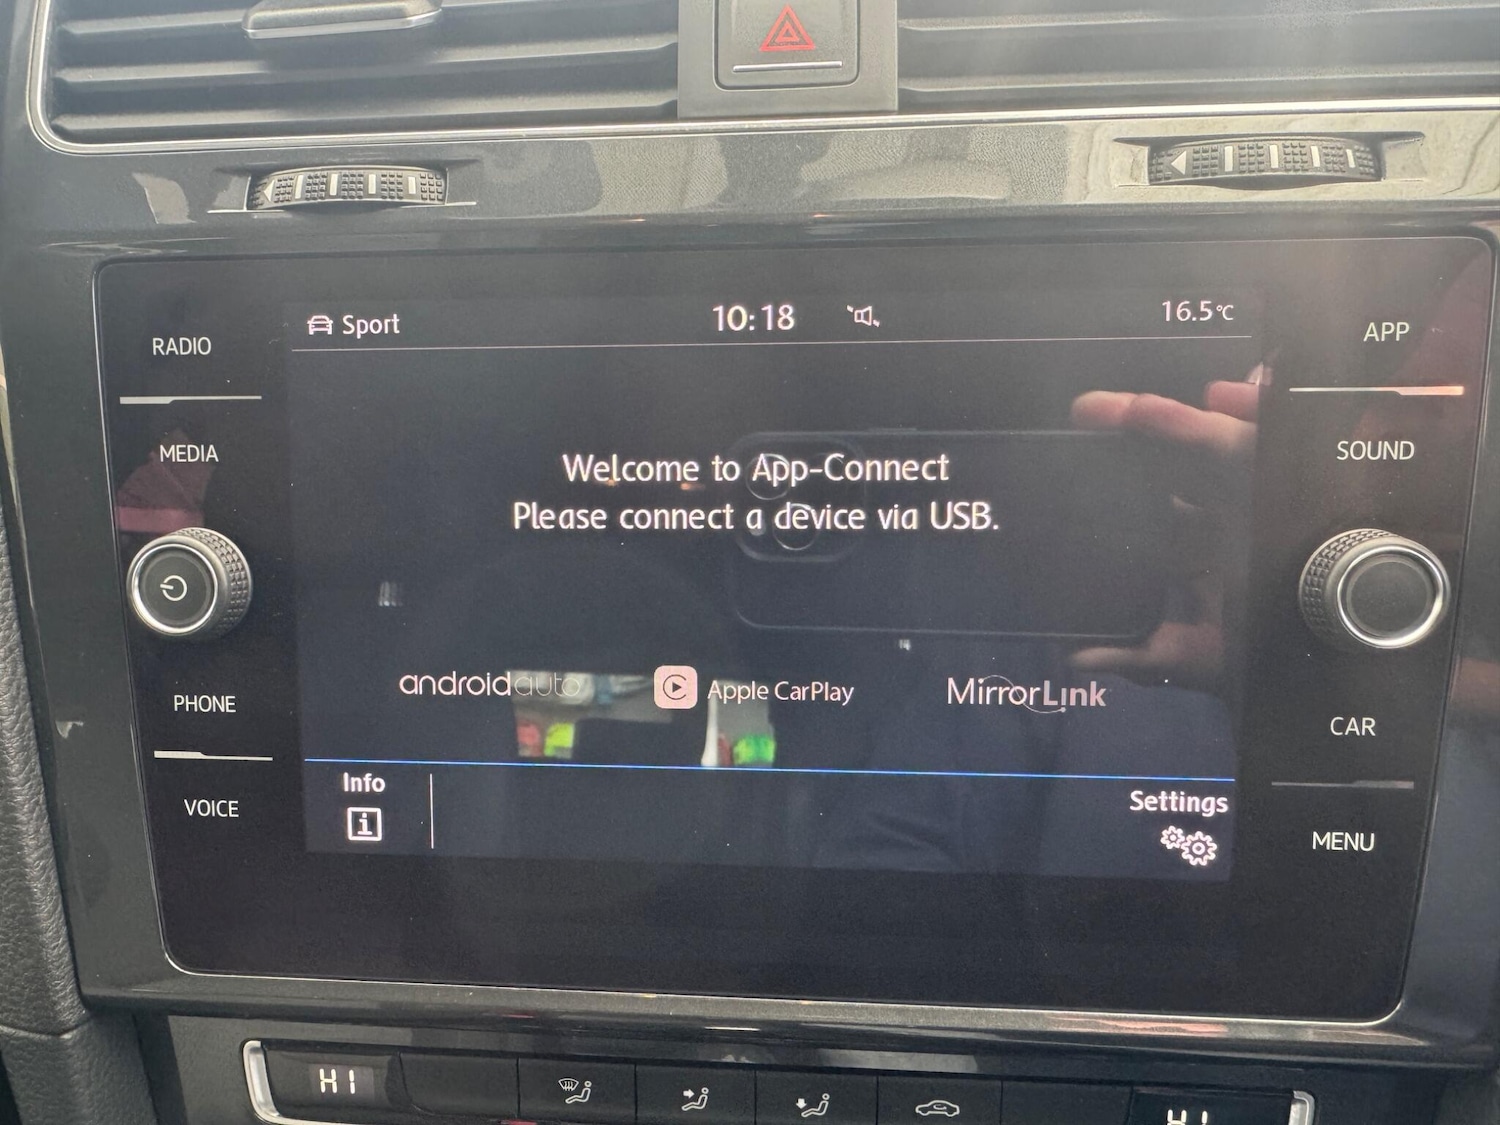 Sport 10:18 16.5°C
RADIO
APP
MEDIA
SOUND
Welcome to App-Connect
Please connect a device via USB.
androidauto Apple CarPlay MirrorLink
PHONE
CAR
Info
Settings
VOICE
MENU
HI
HI